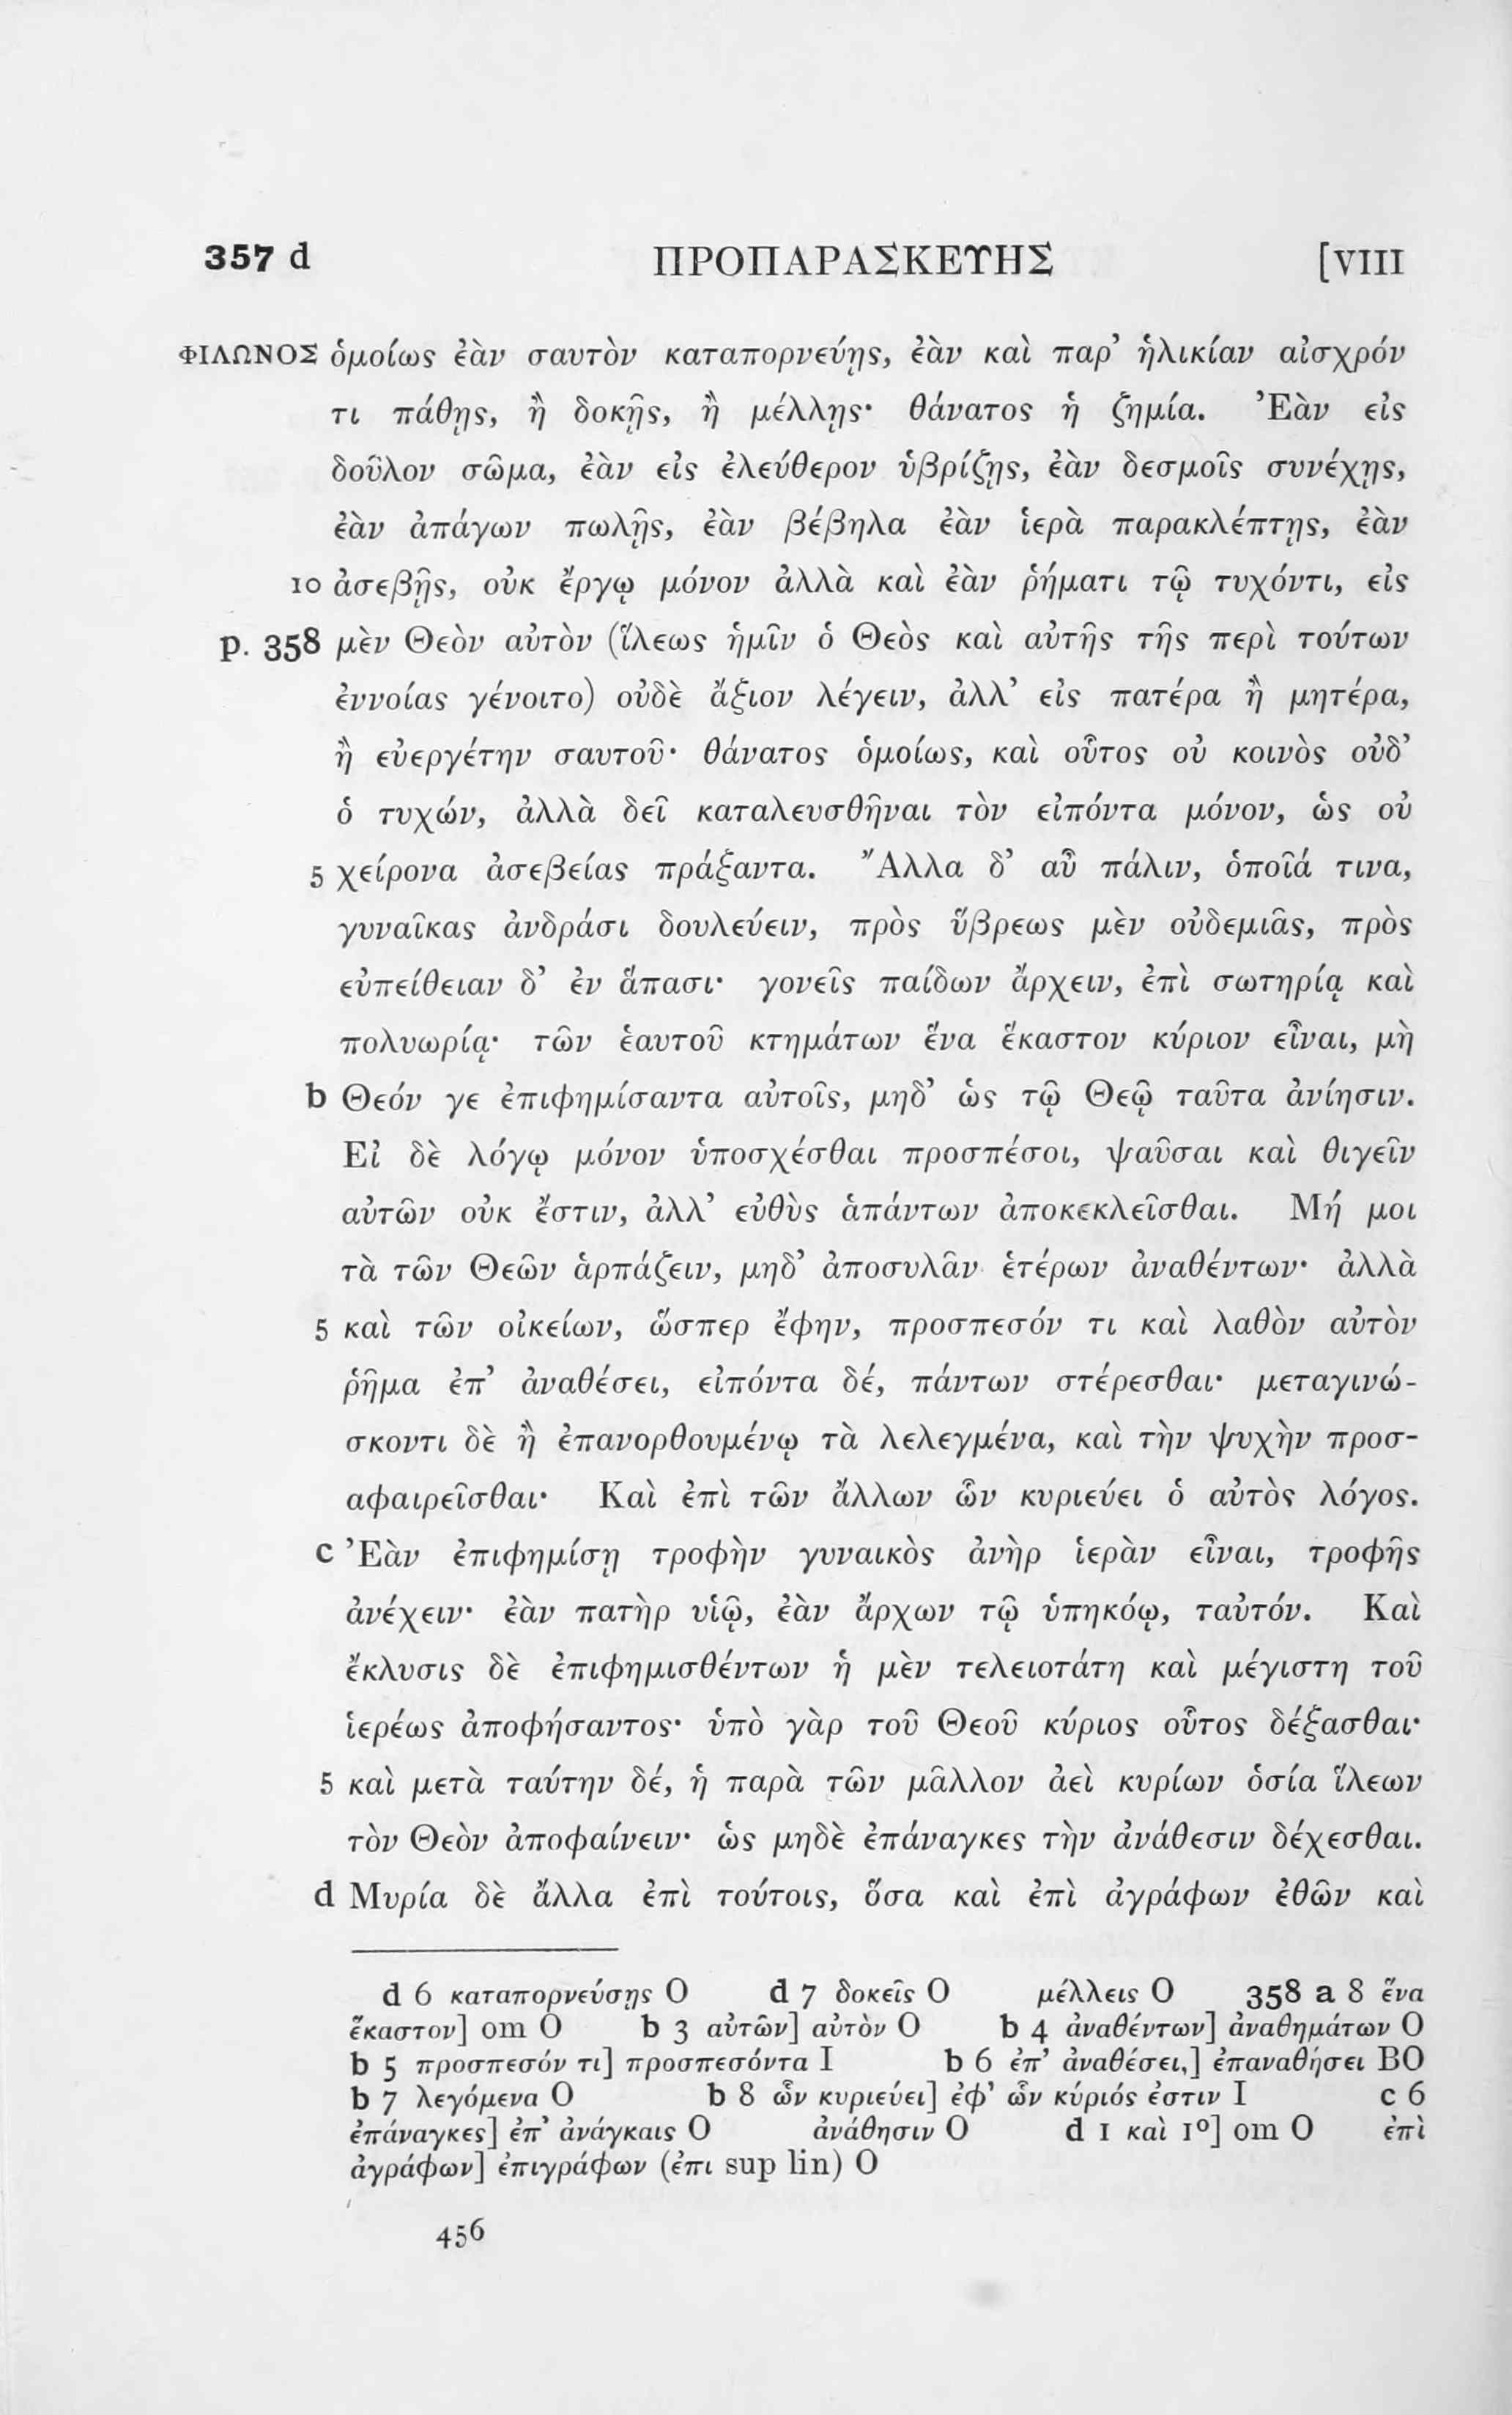 357 d ΠΡΟΠΑΡΑΣΚΕΥΗΣ [VIII
ΦΙΛΩΝΟΣ ὁμοίως ἐὰν σαυτὸν καταπορνεύῃς, ἐὰν καὶ παρ’ ἡλικίαν αἰσχρόν
τι πάθῃς, ἢ δοκῇς, ἢ μέλλῃς· θάνατος ἡ ζημία. Ἐὰν εἰς
δοῦλον σῶμα, ἐὰν εἰς ἐλεύθερον ὑβρίζῃς, ἐὰν δεσμοῖς συνέχῃς,
ἐὰν ἀπάγων πωλῇς, ἐὰν βέβηλα ἐὰν ἱερὰ παρακλέπτῃς, ἐὰν
10 ἀσεβῇς, οὐκ ἔργῳ μόνον ἀλλὰ καὶ ἐὰν ῥήματι τῷ τυχόντι, εἰς
p. 358 μὲν Θεὸν αὐτὸν (ἵλεως ἡμῖν ὁ Θεὸς καὶ αὐτῆς τῆς περὶ τούτων
ἐννοίας γένοιτο) οὐδὲ ἄξιον λέγειν, ἀλλ’ εἰς πατέρα ἢ μητέρα,
ἢ εὐεργέτην σαυτοῦ· θάνατος ὁμοίως, καὶ οὗτος οὐ κοινὸς οὐδ’
ὁ τυχών, ἀλλὰ δεῖ καταλευσθῆναι τὸν εἰπόντα μόνον, ὡς οὐ
5 χείρονα ἀσεβείας πράξαντα. Ἄλλα δ’ αὖ πάλιν, ὁποῖά τινα,
γυναῖκας ἀνδράσι δουλεύειν, πρὸς ὕβρεως μὲν οὐδεμιᾶς, πρὸς
εὐπείθειαν δ’ ἐν ἅπασι· γονεῖς παίδων ἄρχειν, ἐπὶ σωτηρίᾳ καὶ
πολυωρίᾳ· τῶν ἑαυτοῦ κτημάτων ἕνα ἕκαστον κύριον εἶναι, μὴ
b Θεόν γε ἐπιφημίσαντα αὐτοῖς, μηδ’ ὡς τῷ Θεῷ ταῦτα ἀνίησιν.
Εἰ δὲ λόγῳ μόνον ὑποσχέσθαι προσπέσοι, ψαῦσαι καὶ θιγεῖν
αὐτῶν οὐκ ἔστιν, ἀλλ’ εὐθὺς ἁπάντων ἀποκεκλεῖσθαι. Μή μοι
τὰ τῶν Θεῶν ἁρπάζειν, μηδ’ ἀποσυλᾶν ἑτέρων ἀναθέντων· ἀλλὰ
5 καὶ τῶν οἰκείων, ὥσπερ ἔφην, προσπεσόν τι καὶ λαθὸν αὐτὸν
ῥῆμα ἐπ’ ἀναθέσει, εἰπόντα δέ, πάντων στέρεσθαι· μεταγινώ-
σκοντι δὲ ἢ ἐπανορθουμένῳ τὰ λελεγμένα, καὶ τὴν ψυχὴν προσ-
αφαιρεῖσθαι· Καὶ ἐπὶ τῶν ἄλλων ὧν κυριεύει ὁ αὐτὸς λόγος.
c Ἐὰν ἐπιφημίσῃ τροφὴν γυναικὸς ἀνὴρ ἱερὰν εἶναι, τροφῆς
ἀνέχειν· ἐὰν πατὴρ υἱῷ, ἐὰν ἄρχων τῷ ὑπηκόῳ, ταὐτόν. Καὶ
ἔκλυσις δὲ ἐπιφημισθέντων ἡ μὲν τελειοτάτη καὶ μέγιστη τοῦ
ἱερέως ἀποφήσαντος· ὑπὸ γὰρ τοῦ Θεοῦ κύριος οὗτος δέξασθαι·
5 καὶ μετὰ ταύτην δέ, ἡ παρὰ τῶν μᾶλλον ἀεὶ κυρίων ὁσία ἵλεων
τὸν Θεὸν ἀποφαίνειν· ὡς μηδὲ ἐπάναγκες τὴν ἀνάθεσιν δέχεσθαι.
d Μυρία δὲ ἄλλα ἐπὶ τούτοις, ὅσα καὶ ἐπὶ ἀγράφων ἐθῶν καὶ
d 6 καταπορνεύσῃς O d 7 δοκεῖς O μέλλεις O 358 a 8 ἕνα
ἕκαστον] om O b 3 αὐτῶν] αὐτὸν O b 4 ἀναθέντων] ἀναθημάτων O
b 5 προσπεσόν τι] προσπεσόντα I b 6 ἐπ’ ἀναθέσει,] ἐπαναθήσει BO
b 7 λεγόμενα O b 8 ὧν κυριεύει] ἐφ’ ὧν κύριός ἐστιν I c 6
ἐπάναγκες] ἐπ’ ἀνάγκαις O ἀνάθησιν O d 1 καὶ 1º] om O ἐπὶ
ἀγράφων] ἐπιγράφων (ἐπι sup lin) O
456